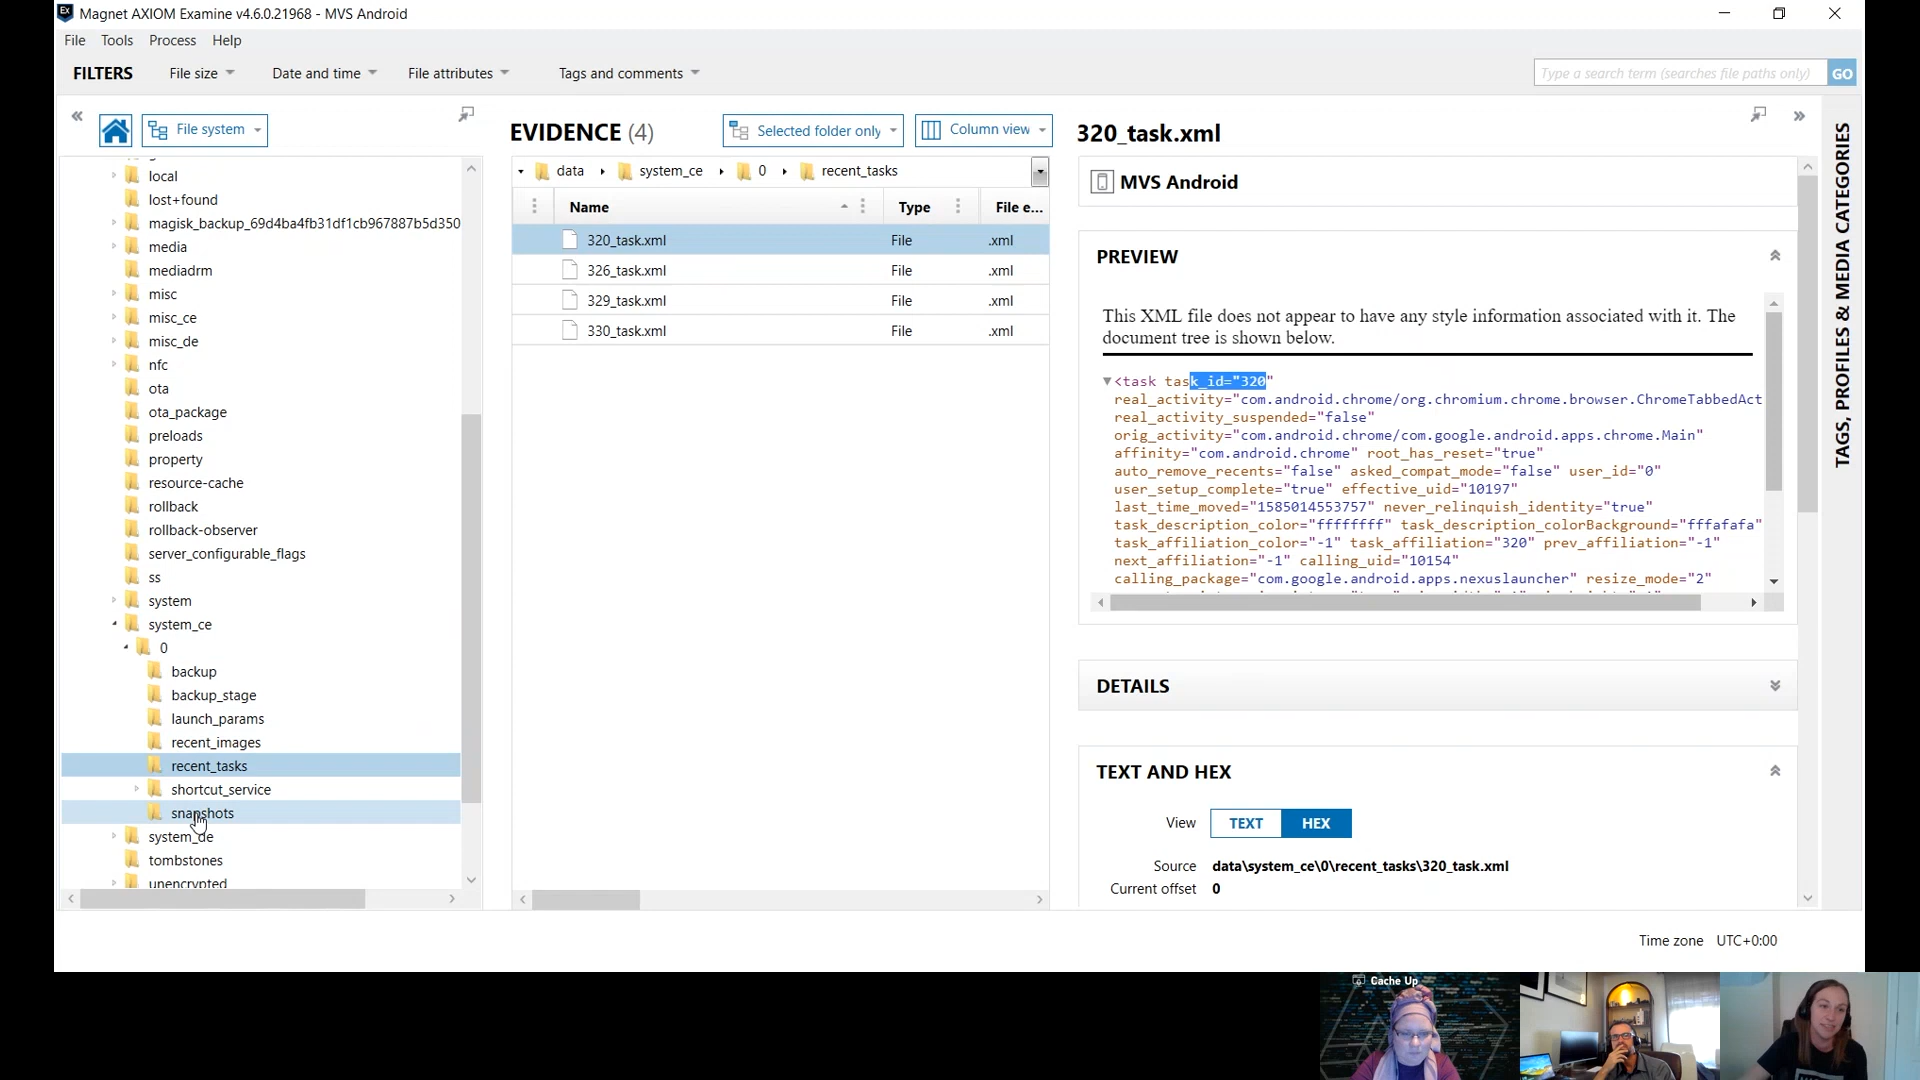 Magnet AXIOM Examine v4.6.0.21968 - MVS Android
File Tools Process Help
FILTERS File size Date and time File attributes Tags and comments
Type a search term (searches file paths only) GO
File system
local
lost+found
magisk_backup_69d4ba4fb31df1cb967887b5d350
media
mediadrm
misc
misc_ce
misc_de
nfc
ota
ota_package
preloads
property
resource-cache
rollback
rollback-observer
server_configurable_flags
ss
system
system_ce
0
backup
backup_stage
launch_params
recent_images
recent_tasks
shortcut_service
snapshots
system_de
tombstones
unencrypted
EVIDENCE (4) Selected folder only Column view
data system_ce 0 recent_tasks
Name Type File e...
320_task.xml File .xml
326_task.xml File .xml
329_task.xml File .xml
330_task.xml File .xml
320_task.xml
MVS Android
PREVIEW
This XML file does not appear to have any style information associated with it. The
document tree is shown below.
<task task_id="320"
real_activity="com.android.chrome/org.chromium.chrome.browser.ChromeTabbedAct
real_activity_suspended="false"
orig_activity="com.android.chrome/com.google.android.apps.chrome.Main"
affinity="com.android.chrome" root_has_reset="true"
auto_remove_recents="false" asked_compat_mode="false" user_id="0"
user_setup_complete="true" effective_uid="10197"
last_time_moved="1585014553757" never_relinquish_identity="true"
task_description_color="ffffffff" task_description_colorBackground="fffafafa"
task_affiliation_color="-1" task_affiliation="320" prev_affiliation="-1"
next_affiliation="-1" calling_uid="10154"
calling_package="com.google.android.apps.nexuslauncher" resize_mode="2"
DETAILS
TEXT AND HEX
View TEXT HEX
Source data\system_ce\0\recent_tasks\320_task.xml
Current offset 0
TAGS, PROFILES & MEDIA CATEGORIES
Time zone UTC+0:00
Cache Up